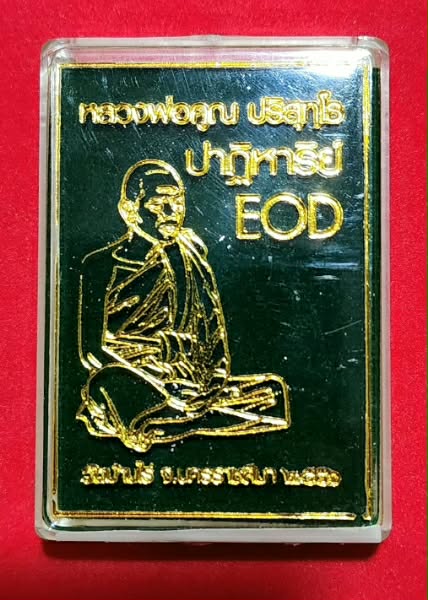 หลวงพ่อคูณ ปริสุทฺโธ
ปาฏิหาริย์
EOD
วัดบ้านไร่ จ.นครราชสีมา